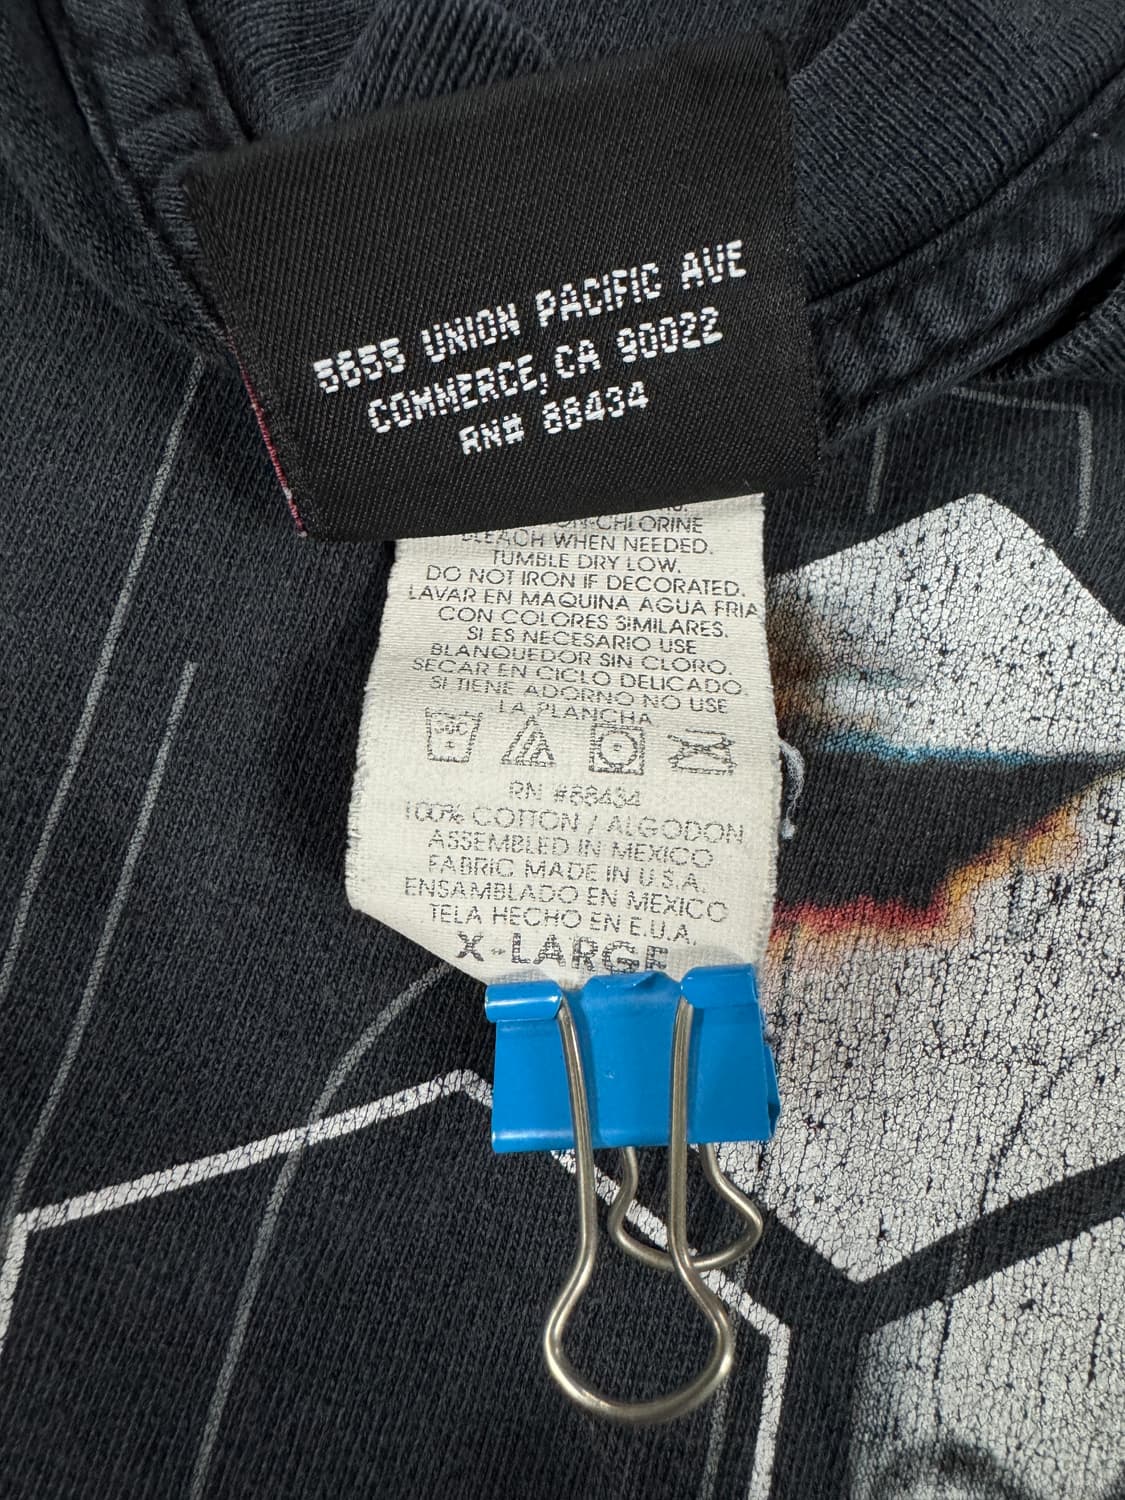 5655 UNION PACIFIC AVE
COMMERCE, CA 90022
RN# 88434
N-CHLORINE
BLEACH WHEN NEEDED.
TUMBLE DRY LOW.
DO NOT IRON IF DECORATED.
LAVAR EN MAQUINA AGUA FRIA
CON COLORES SIMILARES.
SI ES NECESARIO USE
BLANQUEDOR SIN CLORO.
SECAR EN CICLO DELICADO.
SI TIENE ADORNO NO USE
LA PLANCHA
30C
RN #88434
100% COTTON / ALGODON
ASSEMBLED IN MEXICO
FABRIC MADE IN U.S.A.
ENSAMBLADO EN MEXICO
TELA HECHO EN E.U.A.
X-LARGE